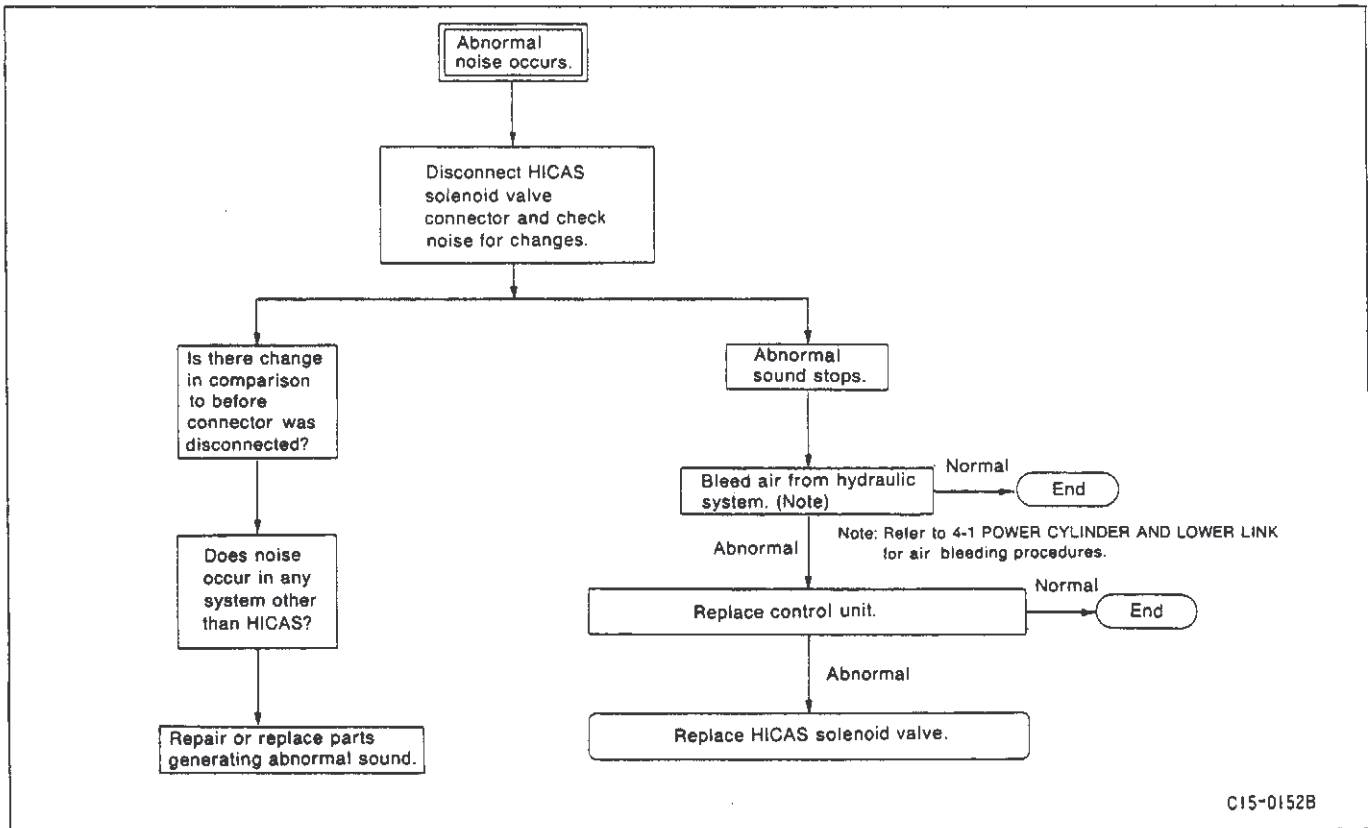 Abnormal
noise occurs.
Disconnect HICAS
solenoid valve
connector and check
noise for changes.
Is there change
in comparison
to before
connector was
disconnected?
Does noise
occur in any
system other
than HICAS?
Repair or replace parts
generating abnormal sound.
Abnormal
sound stops.
Bleed air from hydraulic
system. (Note)
Normal
End
Note: Refer to 4-1 POWER CYLINDER AND LOWER LINK
for air bleeding procedures.
Abnormal
Replace control unit.
Normal
End
Abnormal
Replace HICAS solenoid valve.
C15-0152B